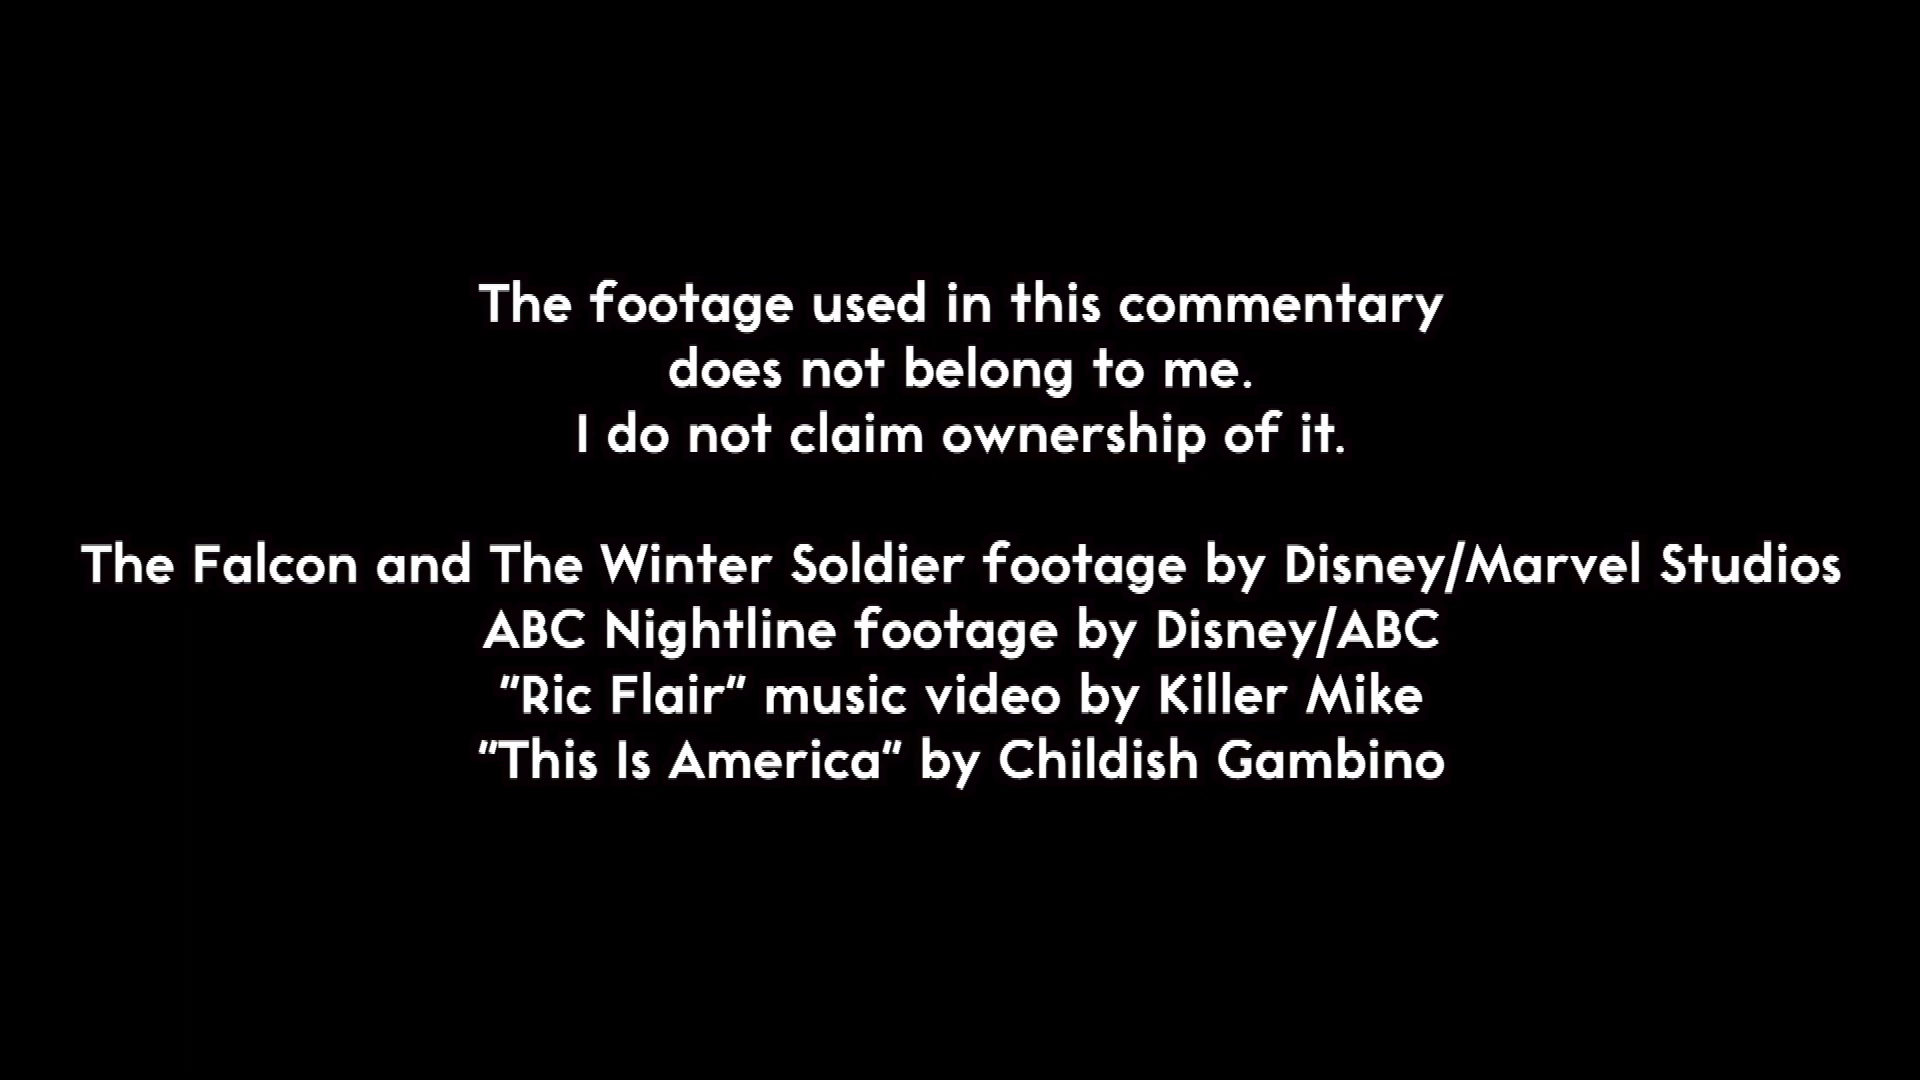 The footage used in this commentary
does not belong to me.
I do not claim ownership of it.
The Falcon and The Winter Soldier footage by Disney/Marvel Studios
ABC Nightline footage by Disney/ABC
"Ric Flair" music video by Killer Mike
"This Is America" by Childish Gambino